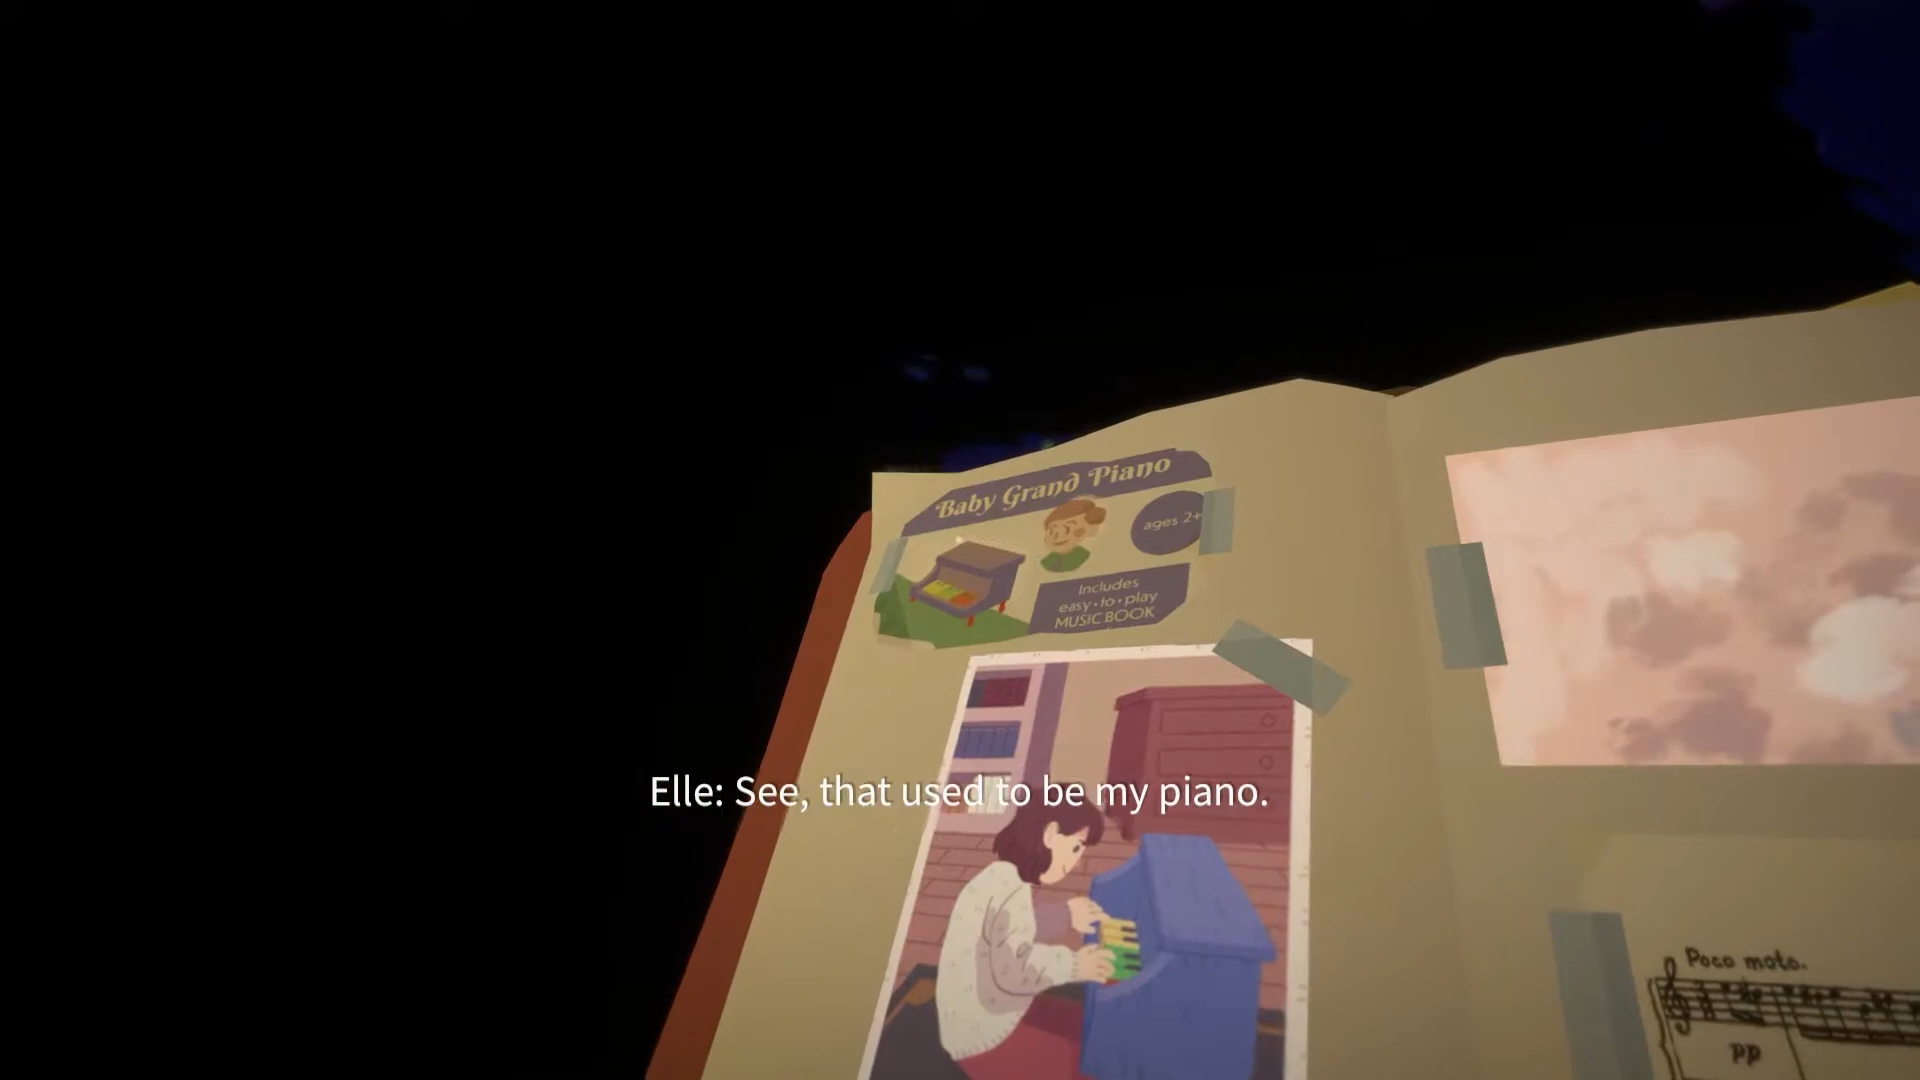 Baby Grand Piano
ages 2+
Includes
easy•to•play
MUSIC BOOK
Elle: See, that used to be my piano.
Poco moto.
pp